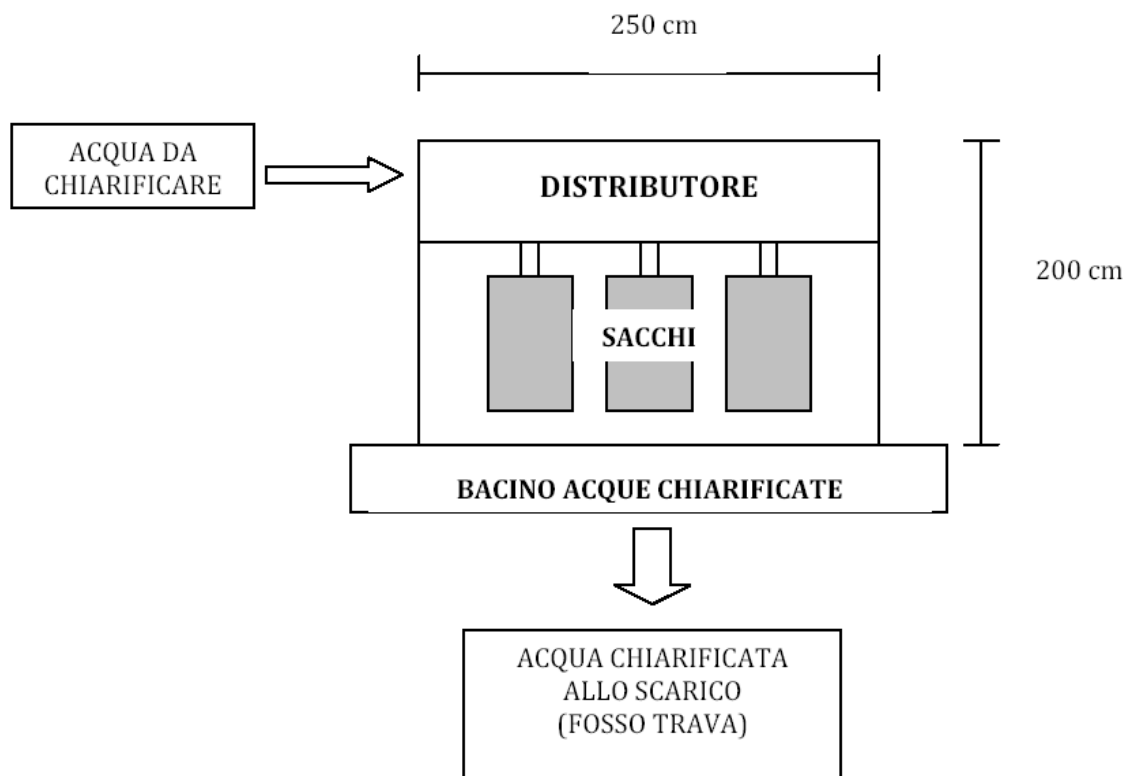 250 cm
ACQUA DA
CHIARIFICARE
DISTRIBUTORE
200 cm
SACCHI
BACINO ACQUE CHIARIFICATE
ACQUA CHIARIFICATA
ALLO SCARICO
(FOSSO TRAVA)